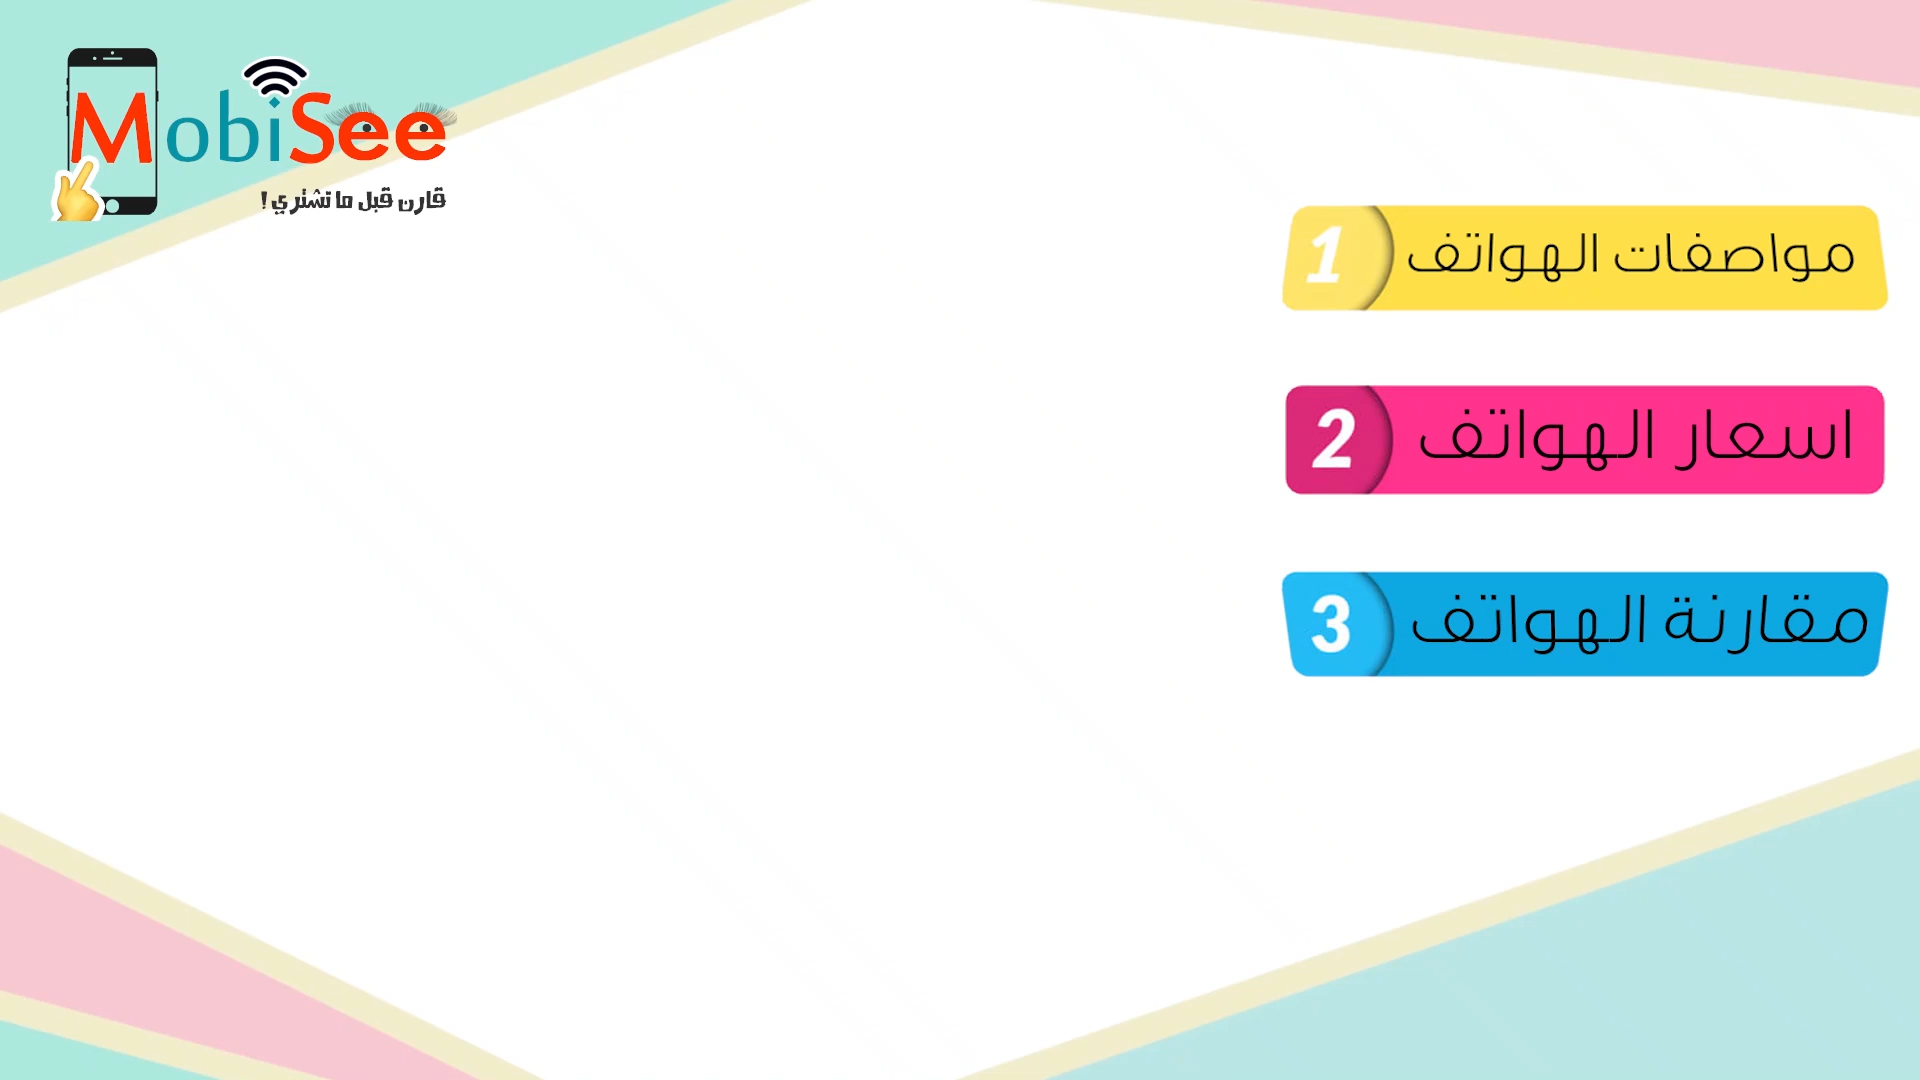 MobiSee
قارن قبل ما تشتري !
1 مواصفات الهواتف
2 اسعار الهواتف
3 مقارنة الهواتف